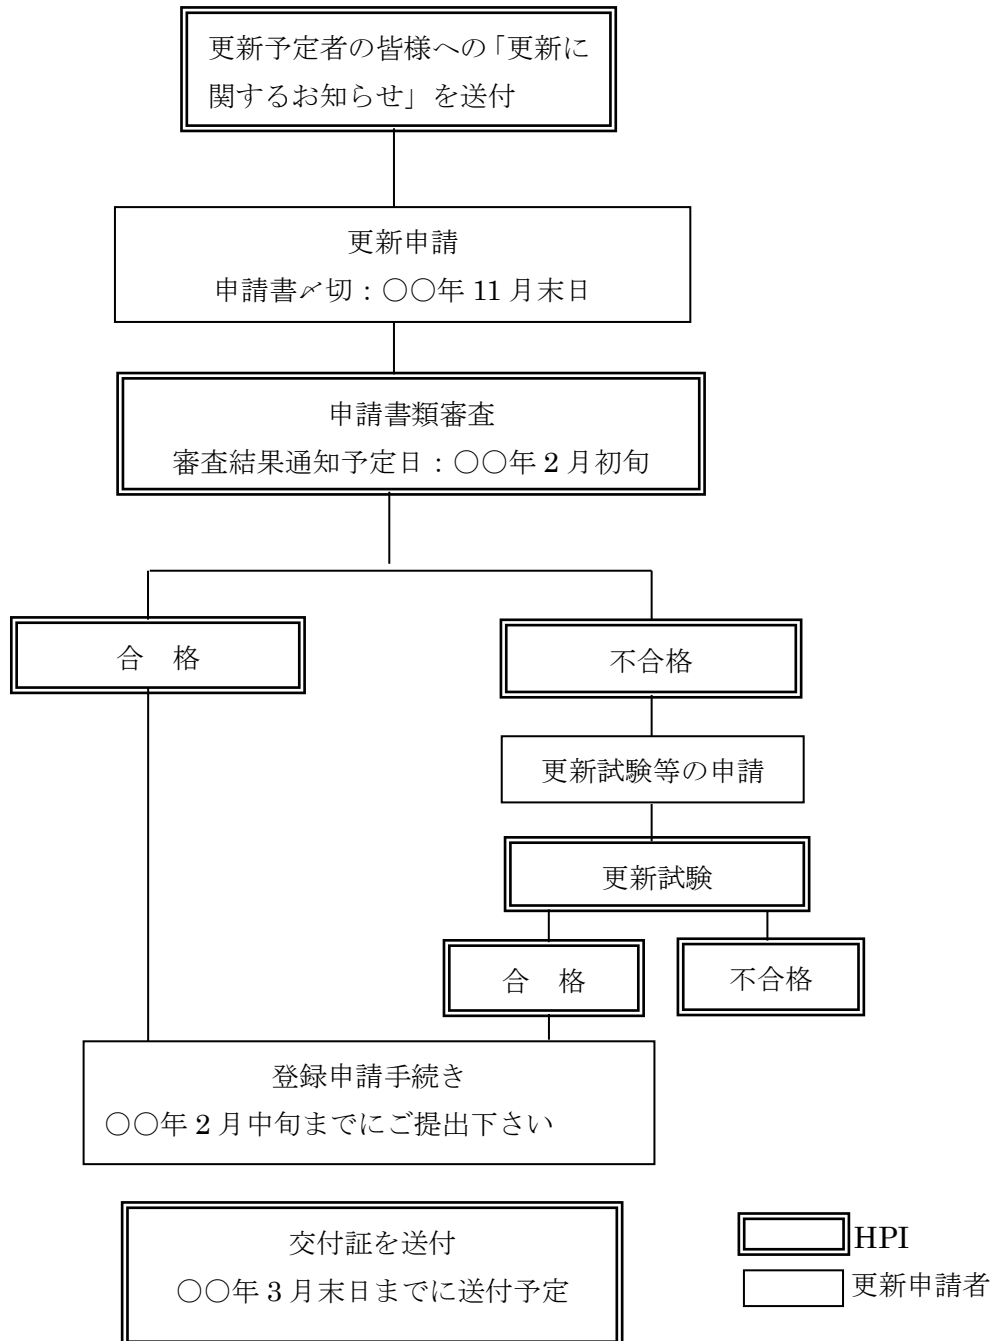 更新予定者の皆様への「更新に
関するお知らせ」を送付
更新申請
申請書〆切：○○年 11 月末日
申請書類審査
審査結果通知予定日：○○年 2 月初旬
合　格
不合格
更新試験等の申請
更新試験
合　格
不合格
登録申請手続き
○○年 2 月中旬までにご提出下さい
交付証を送付
○○年 3 月末日までに送付予定
HPI
更新申請者